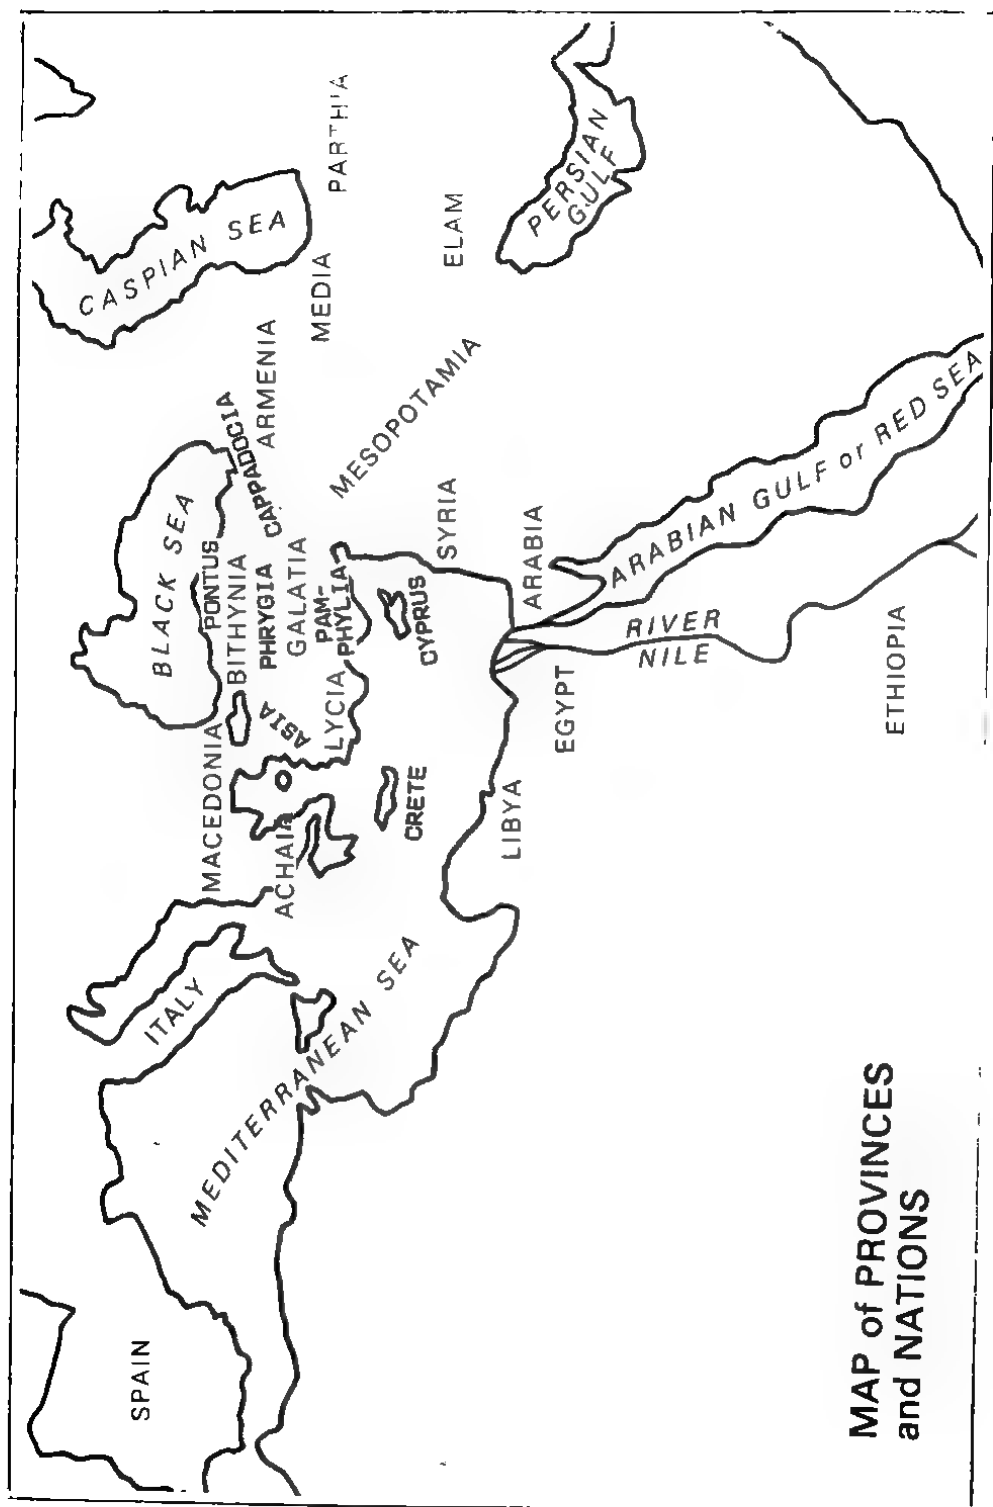 SPAIN
ITALY
MEDITERRANEAN SEA
MACEDONIA
ACHAIA
BLACK SEA
PONTUS
BITHYNIA
PHRYGIA
CAPPADOCIA
ASIA
GALATIA
LYCIA
PAM-
PHYLIA
CRETE
CYPRUS
ARMENIA
CASPIAN SEA
MEDIA
PARTHIA
MESOPOTAMIA
ELAM
SYRIA
ARABIA
PERSIAN
GULF
LIBYA
EGYPT
RIVER
NILE
ARABIAN GULF or RED SEA
ETHIOPIA
MAP of PROVINCES
and NATIONS